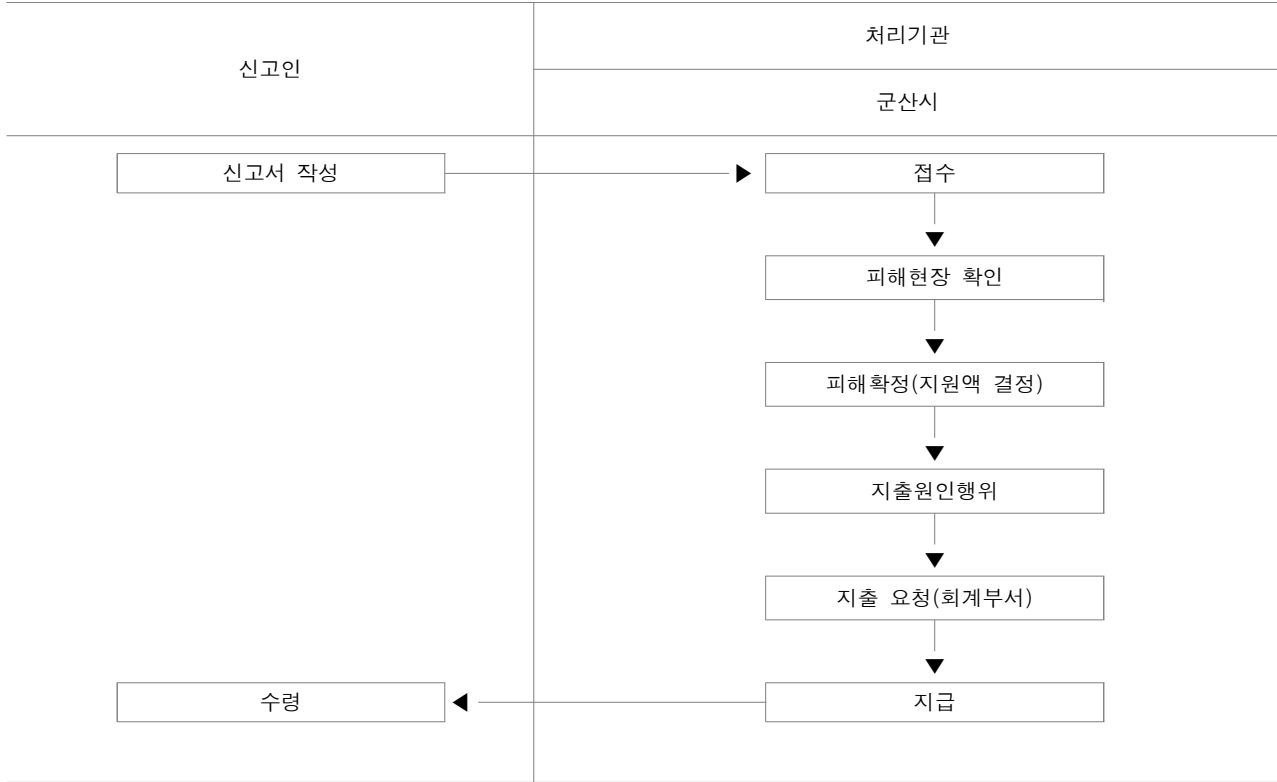 신고인
처리기관
군산시
신고서 작성
접수
피해현장 확인
피해확정(지원액 결정)
지출원인행위
지출 요청(회계부서)
수령
지급